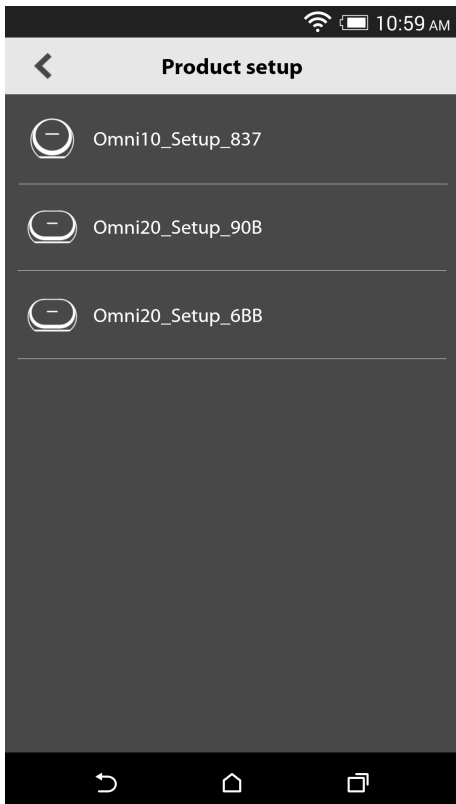 10:59 AM
Product setup
Omni10_Setup_837
Omni20_Setup_90B
Omni20_Setup_6BB